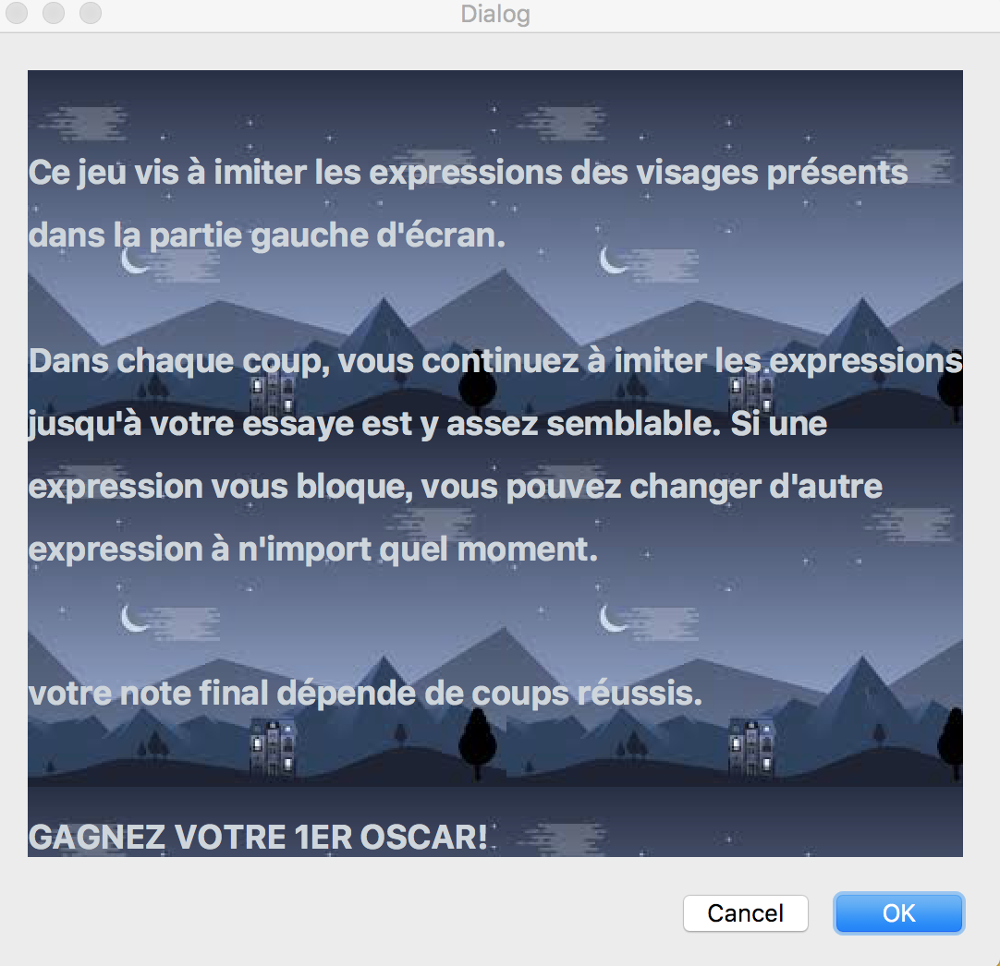 Dialog
Ce jeu vis à imiter les expressions des visages présents
dans la partie gauche d'écran.
Dans chaque coup, vous continuez à imiter les expressions
jusqu'à votre essaye est y assez semblable. Si une
expression vous bloque, vous pouvez changer d'autre
expression à n'import quel moment.
votre note final dépende de coups réussis.
GAGNEZ VOTRE 1ER OSCAR!
Cancel
OK